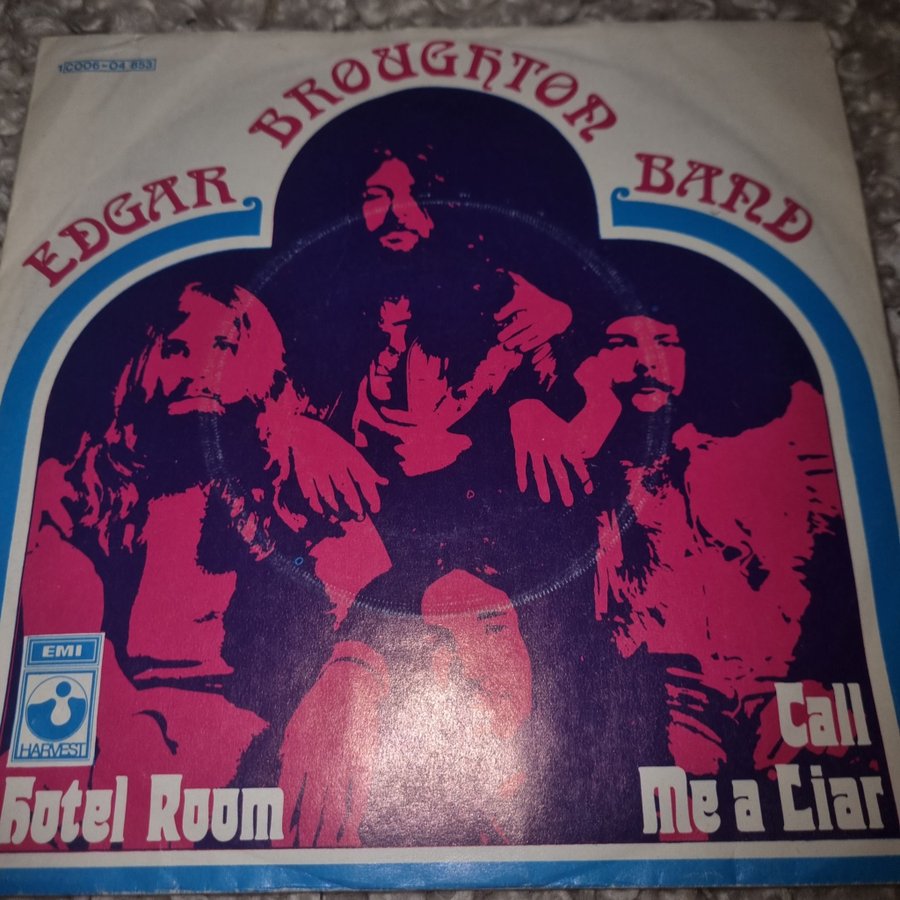 1C006-04 853
EDGAR BROUGHTON BAND
EMI
HARVEST
Hotel Room
Call
Me a Liar